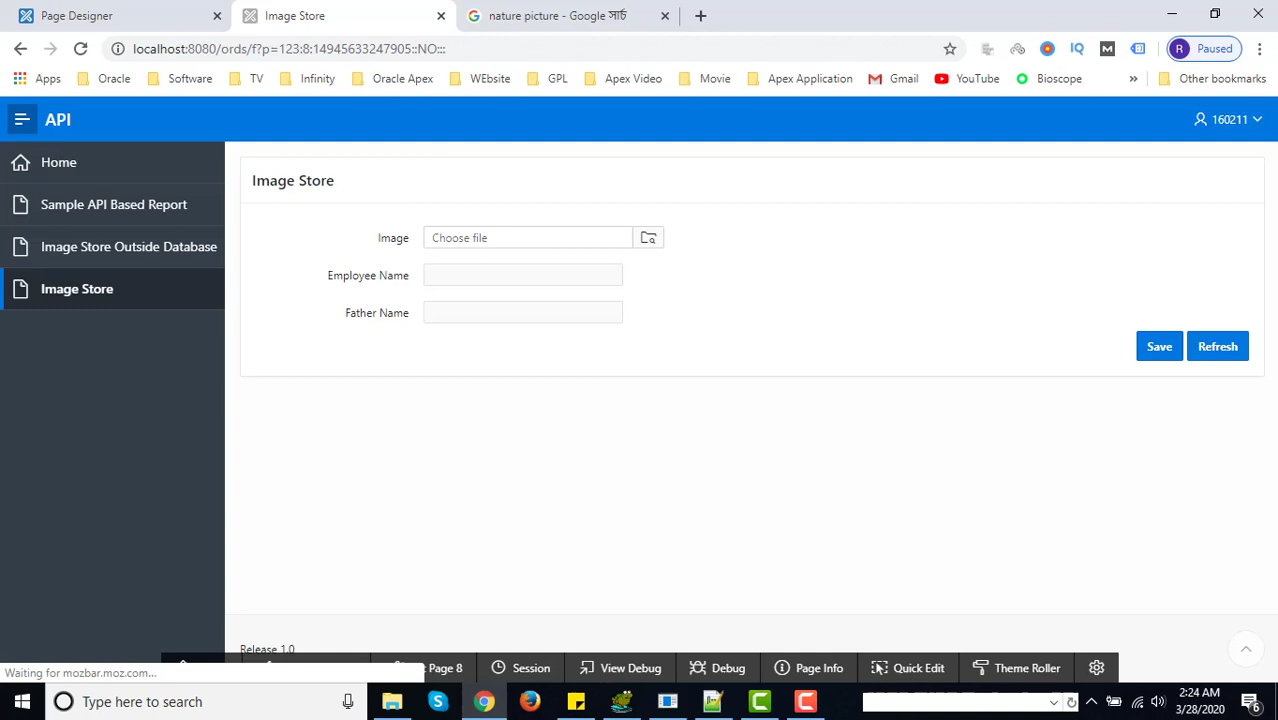 Page Designer
Image Store
nature picture - Google সার্চ
localhost:8080/ords/f?p=123:8:14945633247905::NO:::
IQ
M
R Paused
Apps
Oracle
Software
TV
Infinity
Oracle Apex
WEbsite
GPL
Apex Video
Movie
Apex Application
Gmail
YouTube
Bioscope
»
Other bookmarks
API
160211
Home
Sample API Based Report
Image Store Outside Database
Image Store
Image Store
Image
Choose file
Employee Name
Father Name
Save
Refresh
Release 1.0
Waiting for mozbar.moz.com...
Page 8
Session
View Debug
Debug
Page Info
Quick Edit
Theme Roller
Type here to search
2:24 AM
3/28/2020
6